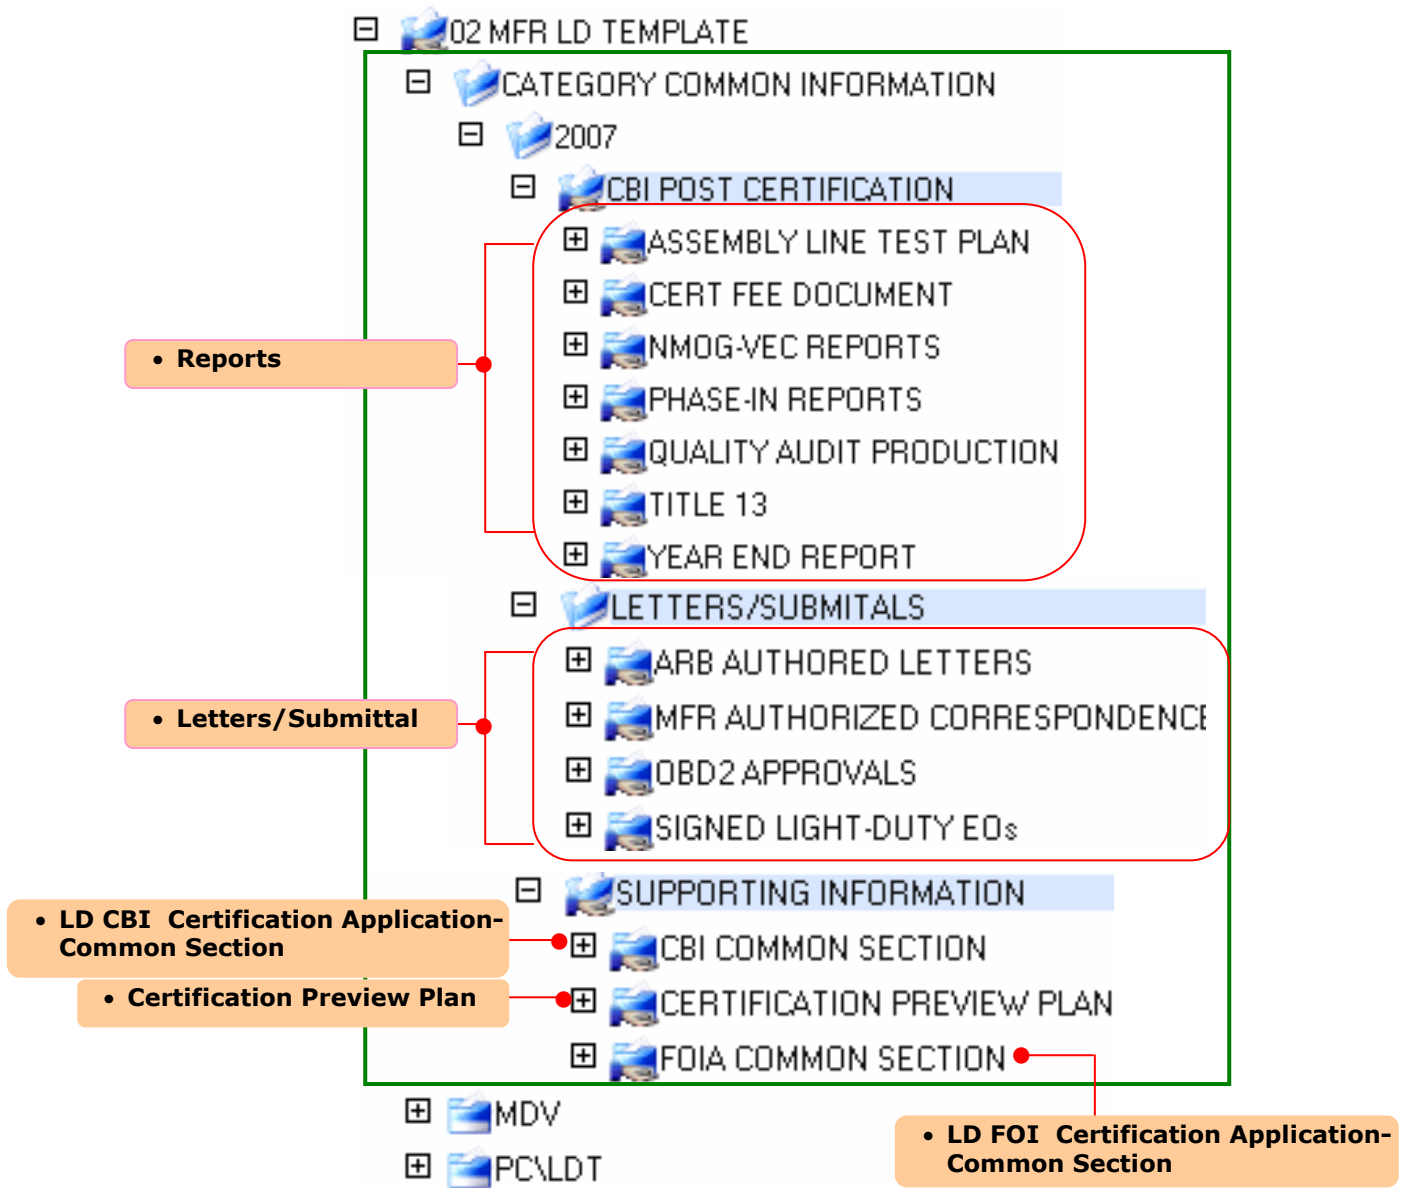 02 MFR LD TEMPLATE
CATEGORY COMMON INFORMATION
2007
CBI POST CERTIFICATION
ASSEMBLY LINE TEST PLAN
CERT FEE DOCUMENT
NMOG-VEC REPORTS
• Reports
PHASE-IN REPORTS
QUALITY AUDIT PRODUCTION
TITLE 13
YEAR END REPORT
LETTERS/SUBMITALS
ARB AUTHORED LETTERS
• Letters/Submittal
MFR AUTHORIZED CORRESPONDENCE
OBD2 APPROVALS
SIGNED LIGHT-DUTY EOs
SUPPORTING INFORMATION
• LD CBI  Certification Application-
Common Section
CBI COMMON SECTION
• Certification Preview Plan
CERTIFICATION PREVIEW PLAN
FOIA COMMON SECTION
MDV
• LD FOI  Certification Application-
Common Section
PC\LDT